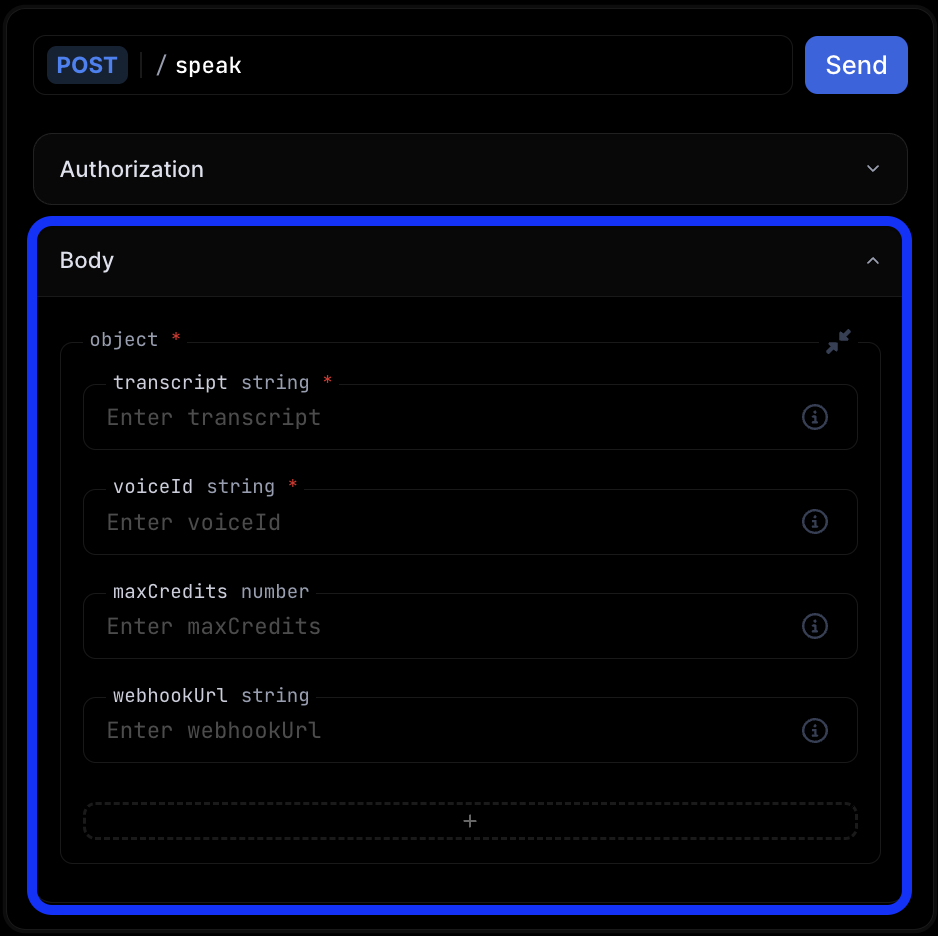 POST / speak Send
Authorization
Body
object *
transcript string *
Enter transcript
voiceId string *
Enter voiceId
maxCredits number
Enter maxCredits
webhookUrl string
Enter webhookUrl
+